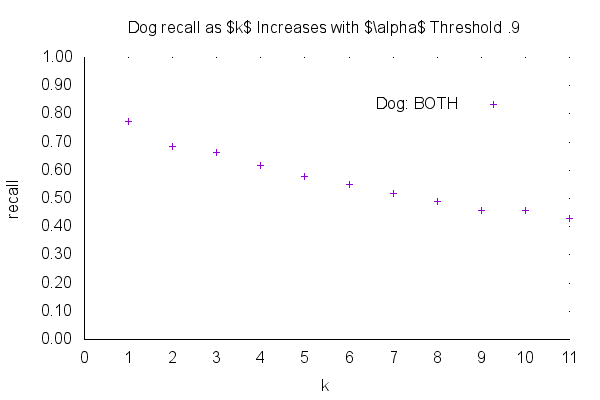 Dog recall as $k$ Increases with $\alpha$ Threshold .9
1.00
0.90
0.80
0.70
0.60
0.50
0.40
0.30
0.20
0.10
0.00
recall
Dog: BOTH
0 1 2 3 4 5 6 7 8 9 10 11
k